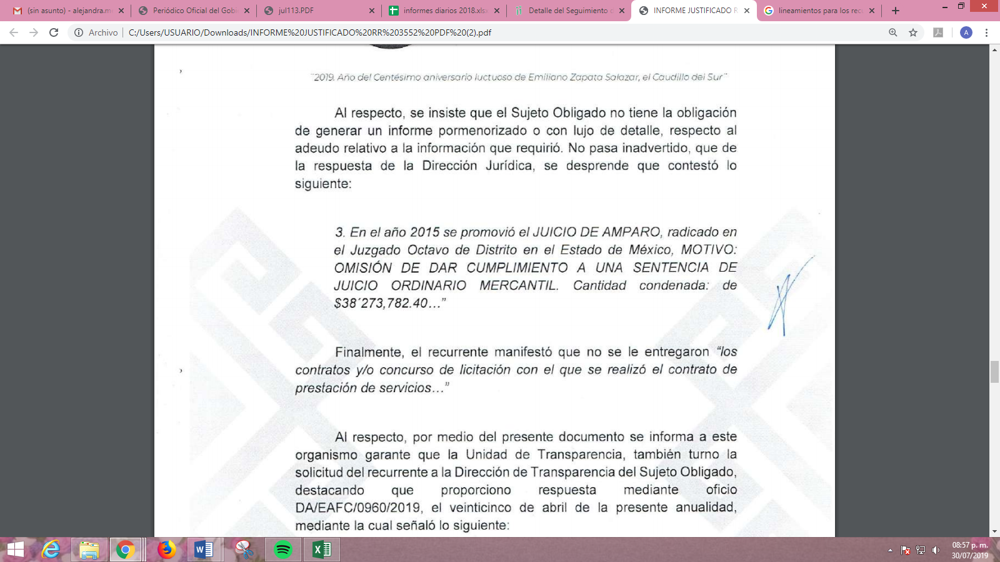 (sin asunto) - alejandra.m
Periódico Oficial del Gobi
jul113.PDF
informes diarios 2018.xlsx
Detalle del Seguimiento d
INFORME JUSTIFICADO R
lineamientos para los recu
Archivo
C:/Users/USUARIO/Downloads/INFORME%20JUSTIFICADO%20RR%203552%20PDF%20(2).pdf
A
"2019. Año del Centésimo aniversario luctuoso de Emiliano Zapata Salazar, el Caudillo del Sur"
Al respecto, se insiste que el Sujeto Obligado no tiene la obligación
de generar un informe pormenorizado o con lujo de detalle, respecto al
adeudo relativo a la información que requirió. No pasa inadvertido, que de
la respuesta de la Dirección Jurídica, se desprende que contestó lo
siguiente:
3. En el año 2015 se promovió el JUICIO DE AMPARO, radicado en
el Juzgado Octavo de Distrito en el Estado de México, MOTIVO:
OMISIÓN DE DAR CUMPLIMIENTO A UNA SENTENCIA DE
JUICIO ORDINARIO MERCANTIL. Cantidad condenada: de
$38´273,782.40…”
Finalmente, el recurrente manifestó que no se le entregaron “los
contratos y/o concurso de licitación con el que se realizó el contrato de
prestación de servicios…”
Al respecto, por medio del presente documento se informa a este
organismo garante que la Unidad de Transparencia, también turno la
solicitud del recurrente a la Dirección de Transparencia del Sujeto Obligado,
destacando que proporciono respuesta mediante oficio
DA/EAFC/0960/2019, el veinticinco de abril de la presente anualidad,
mediante la cual señaló lo siguiente:
08:57 p. m.
30/07/2019